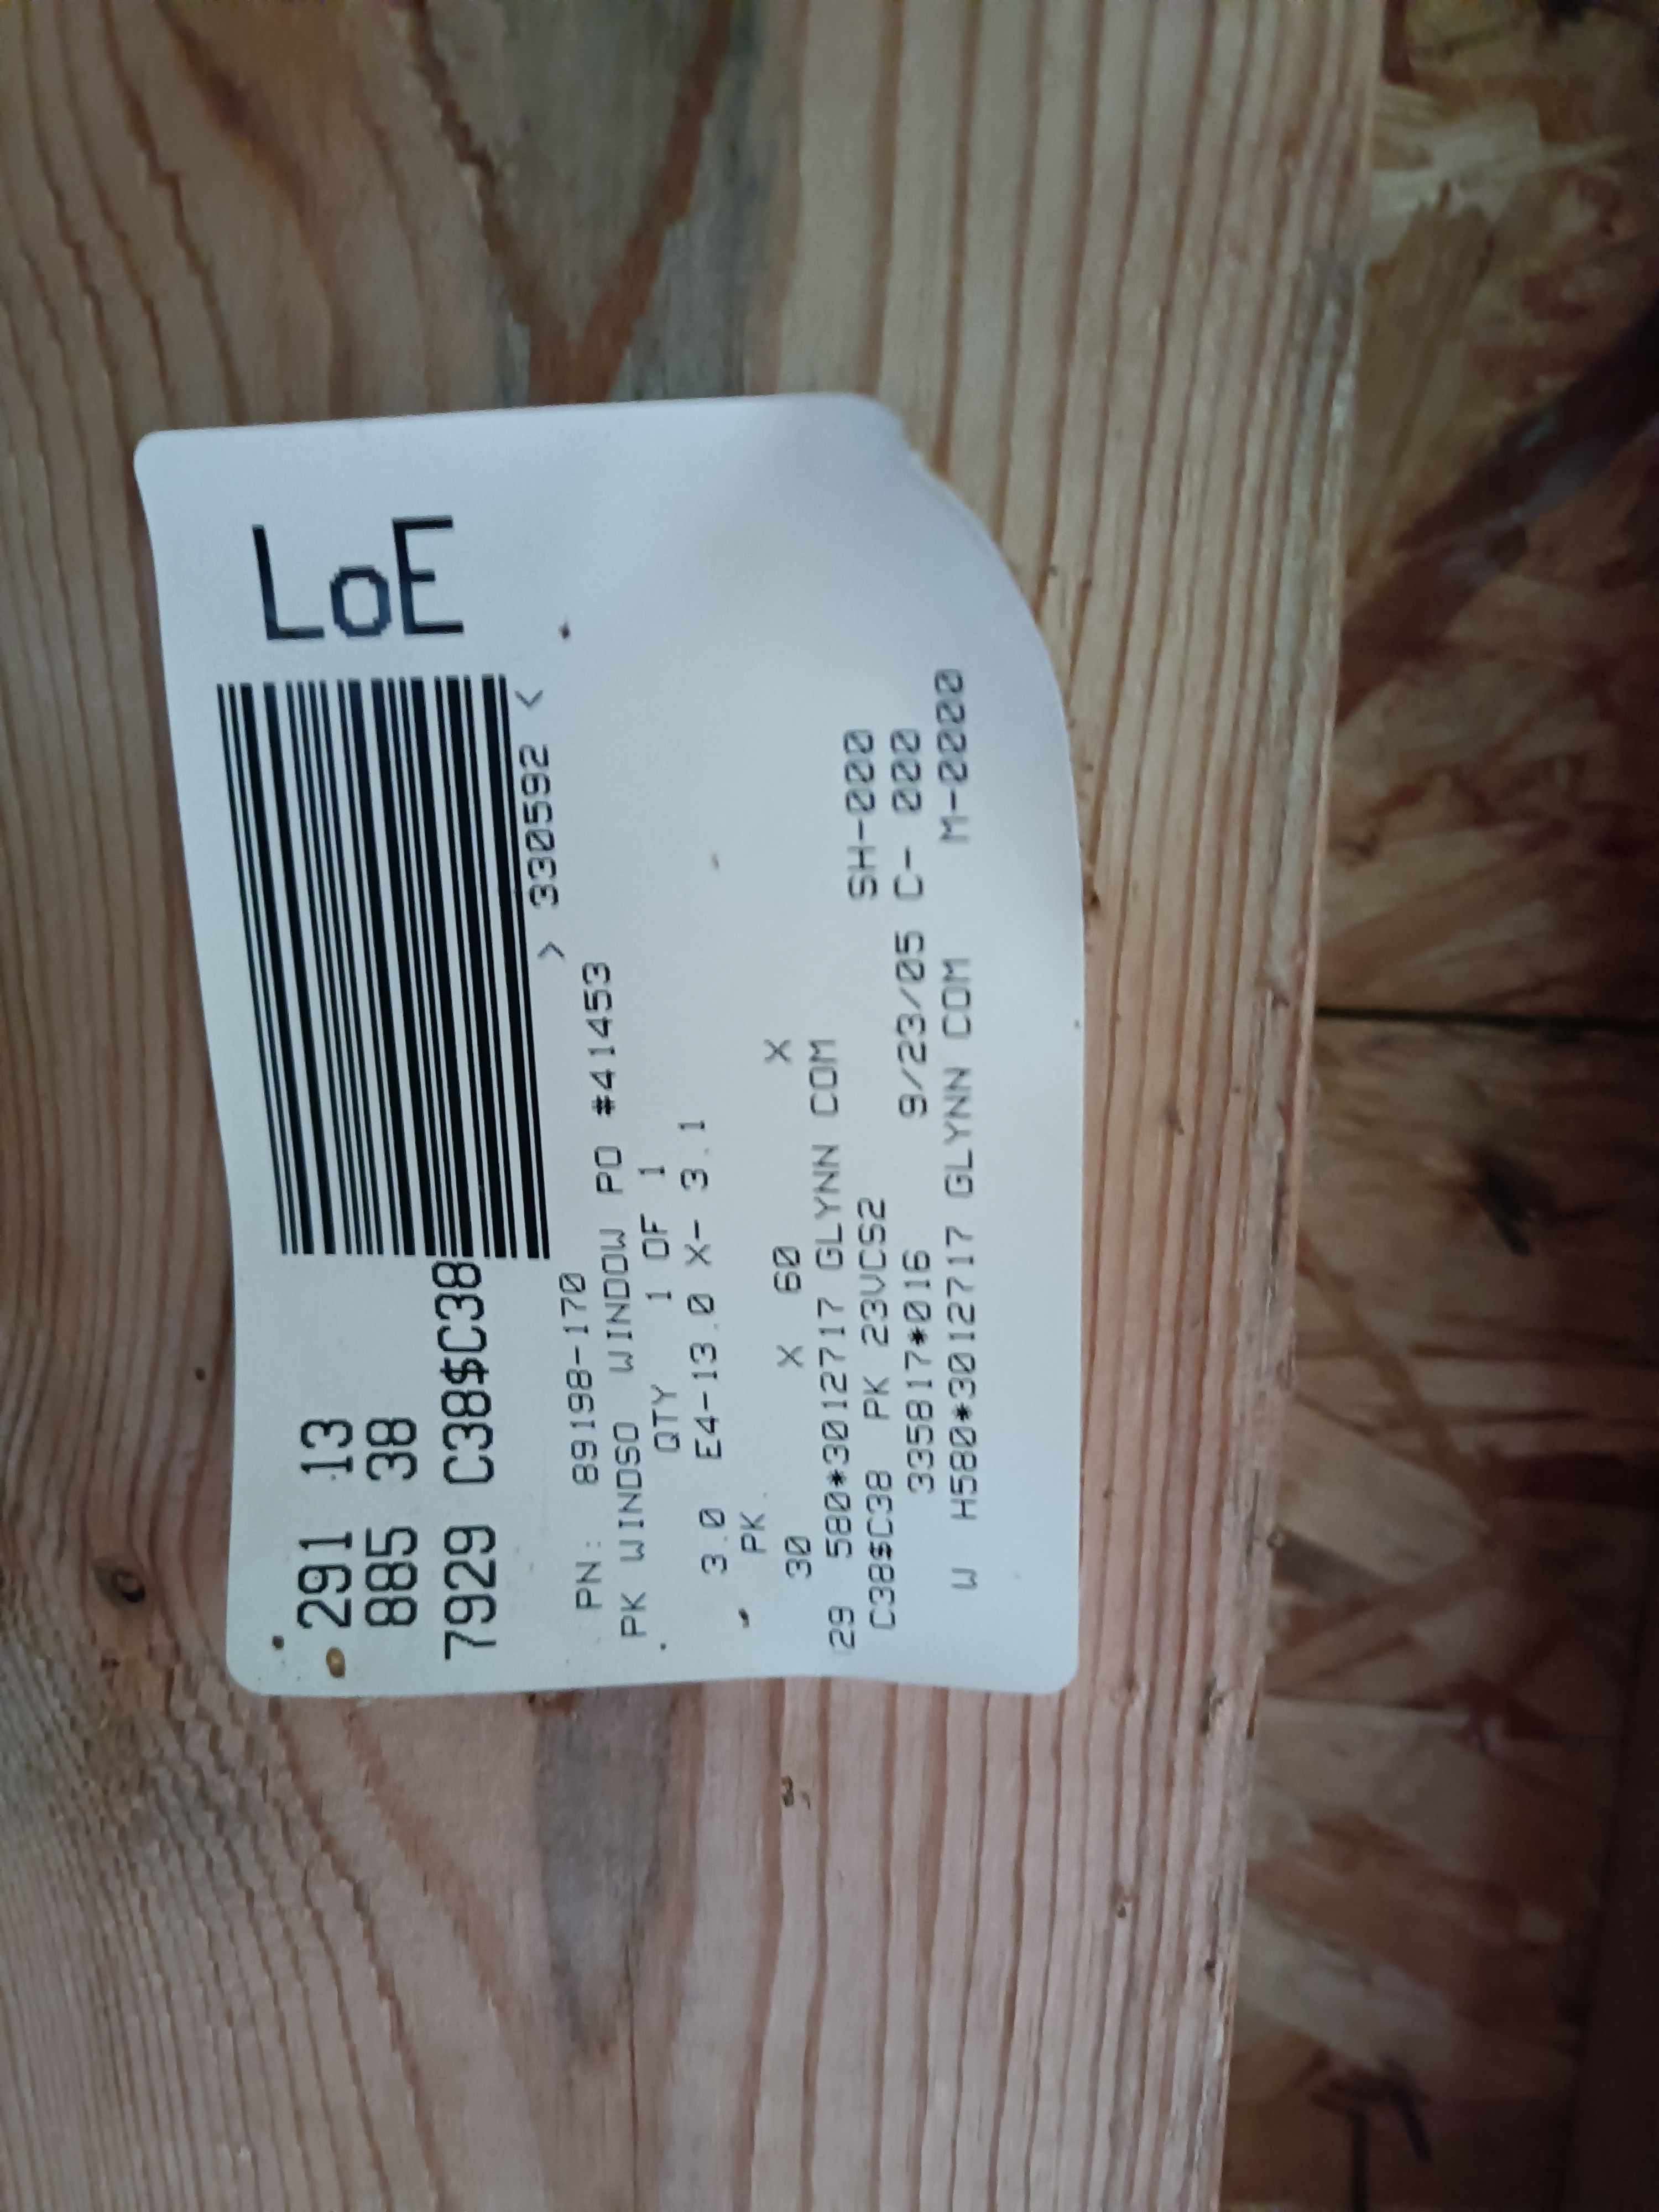 291 13
885 38
7929 C38$C38
LoE
> 330592 <
PN: 89198-170
PK WINDSO WINDOW PO #41453
QTY 1 OF 1
3.0 E4-13.0 X- 3.1
PK
30 X 60 X
29 580*3012717 GLYNN COM SH-000
C38$C38 PK 23VCS2 C- 000
335817*016 9/23/05 M-0000
W H580*3012717 GLYNN COM